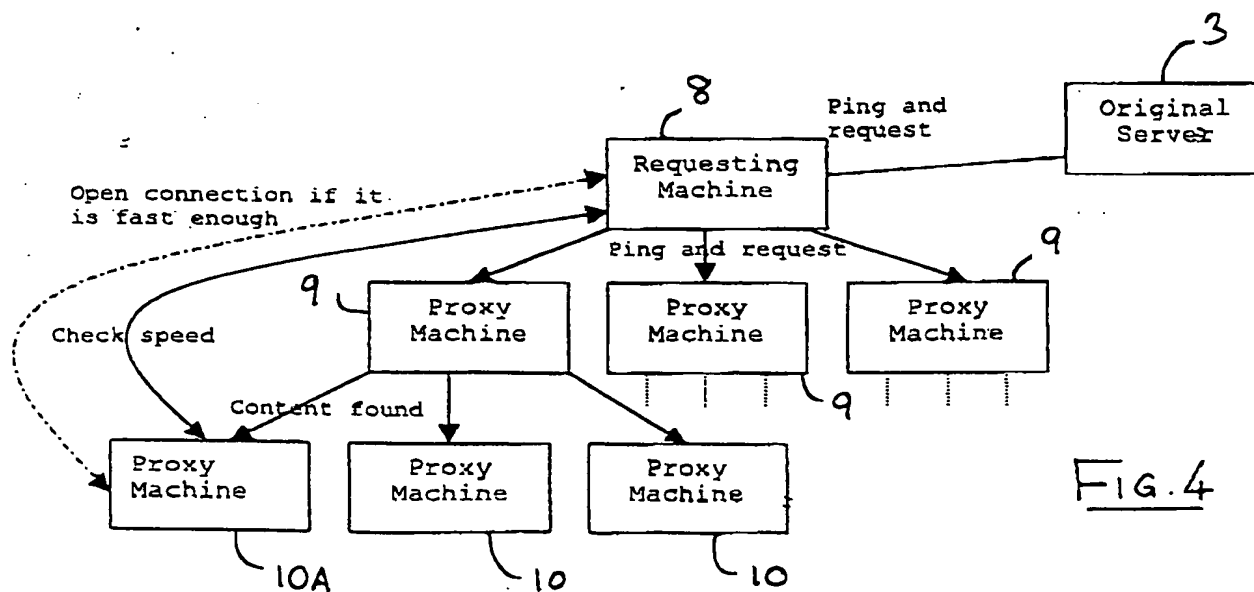 3
8
Ping and
request
Original
Server
Requesting
Machine
Open connection if it
is fast enough
Ping and request
9
9
Proxy
Machine
Proxy
Machine
Proxy
Machine
Check speed
9
Content found
Proxy
Machine
Proxy
Machine
Proxy
Machine
FIG.4
10A
10
10